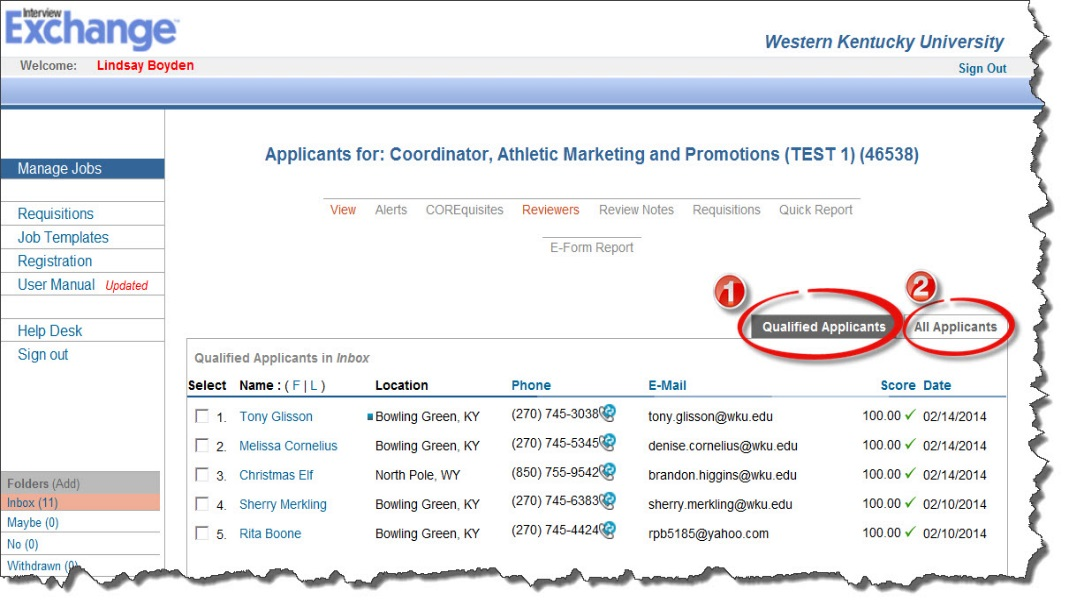 Interview
Exchange™
Western Kentucky University
Welcome: Lindsay Boyden
Sign Out
Manage Jobs
Requisitions
Job Templates
Registration
User Manual Updated
Help Desk
Sign out
Folders (Add)
Inbox (11)
Maybe (0)
No (0)
Withdrawn (0)
Applicants for: Coordinator, Athletic Marketing and Promotions (TEST 1) (46538)
View Alerts COREquisites Reviewers Review Notes Requisitions Quick Report
E-Form Report
1 2
Qualified Applicants All Applicants
Qualified Applicants in Inbox
Select Name : ( F | L ) Location Phone E-Mail Score Date
1. Tony Glisson Bowling Green, KY (270) 745-3038 tony.glisson@wku.edu 100.00 ✓ 02/14/2014
2. Melissa Cornelius Bowling Green, KY (270) 745-5345 denise.cornelius@wku.edu 100.00 ✓ 02/14/2014
3. Christmas Elf North Pole, WY (850) 755-9542 brandon.higgins@wku.edu 100.00 ✓ 02/14/2014
4. Sherry Merkling Bowling Green, KY (270) 745-6383 sherry.merkling@wku.edu 100.00 ✓ 02/10/2014
5. Rita Boone Bowling Green, KY (270) 745-4424 rpb5185@yahoo.com 100.00 ✓ 02/10/2014